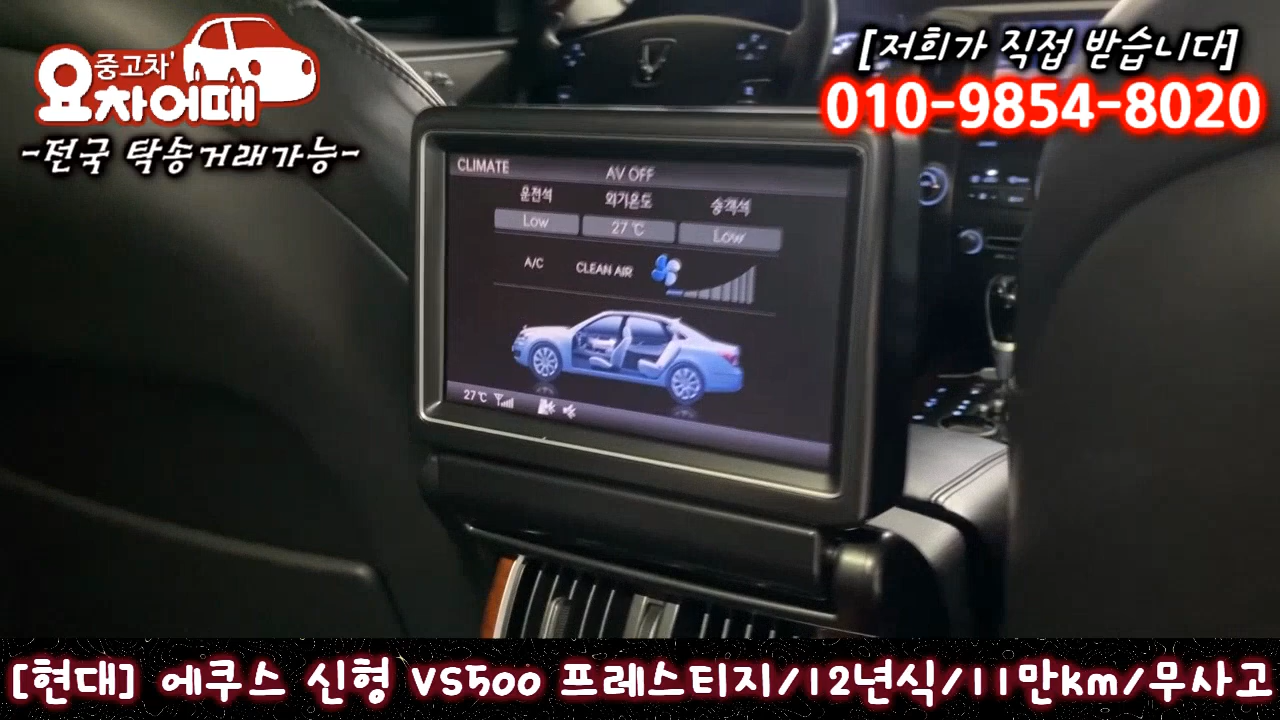 중고차'
요차어때
-전국 탁송거래가능-
[저희가 직접 받습니다]
010-9854-8020
CLIMATE
AV OFF
운전석 외기온도 승객석
Low 27℃ Low
A/C CLEAN AIR
27℃
[현대] 에쿠스 신형 VS500 프레스티지/12년식/11만km/무사고